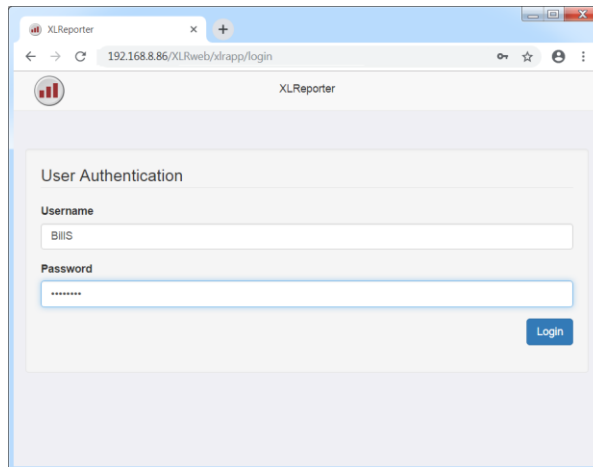 XLReporter
192.168.8.86/XLRweb/xlrapp/login
XLReporter
User Authentication
Username
BillS
Password
••••••••
Login